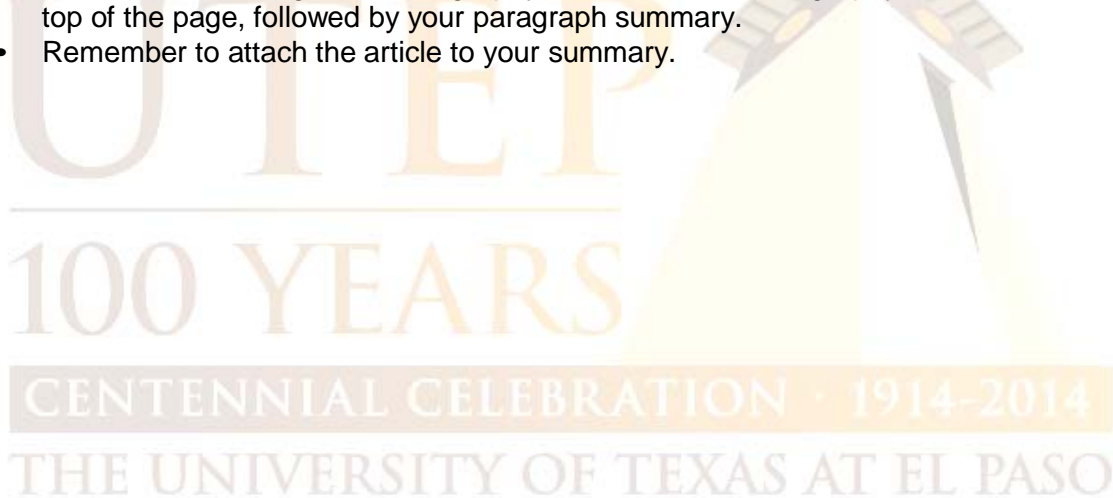 top of the page, followed by your paragraph summary.
• Remember to attach the article to your summary.
UTEP
100 YEARS
CENTENNIAL CELEBRATION · 1914-2014
THE UNIVERSITY OF TEXAS AT EL PASO